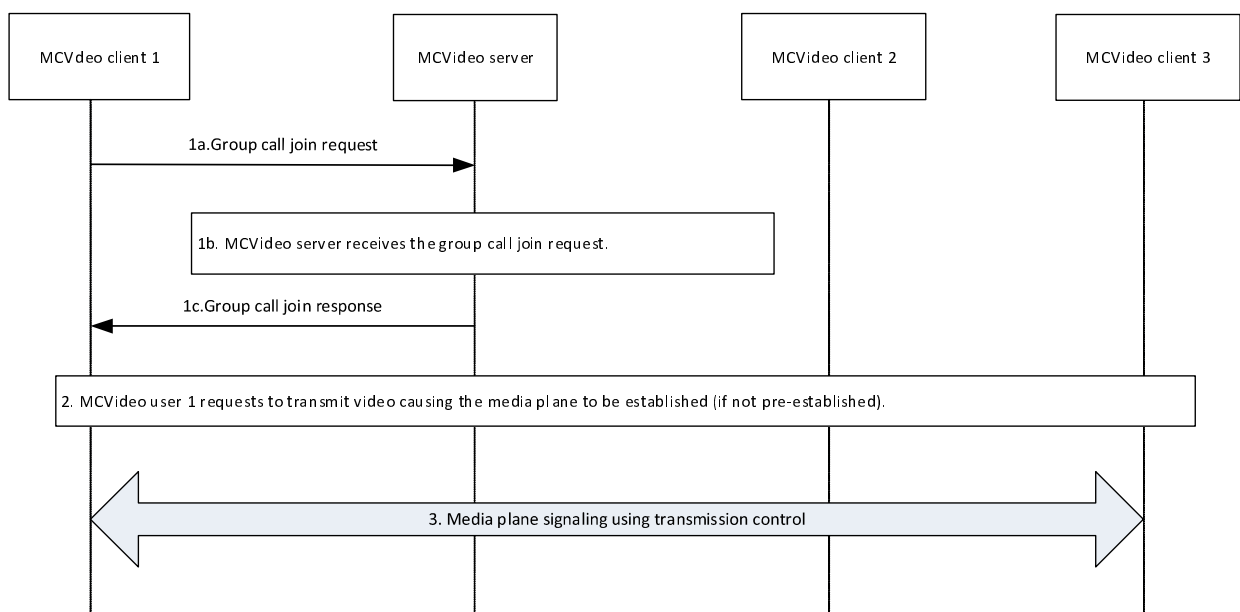 MCVdeo client 1
MCVideo server
MCVideo client 2
MCVideo client 3
1a.Group call join request
1b. MCVideo server receives the group call join request.
1c.Group call join response
2. MCVideo user 1 requests to transmit video causing the media plane to be established (if not pre-established).
3. Media plane signaling using transmission control